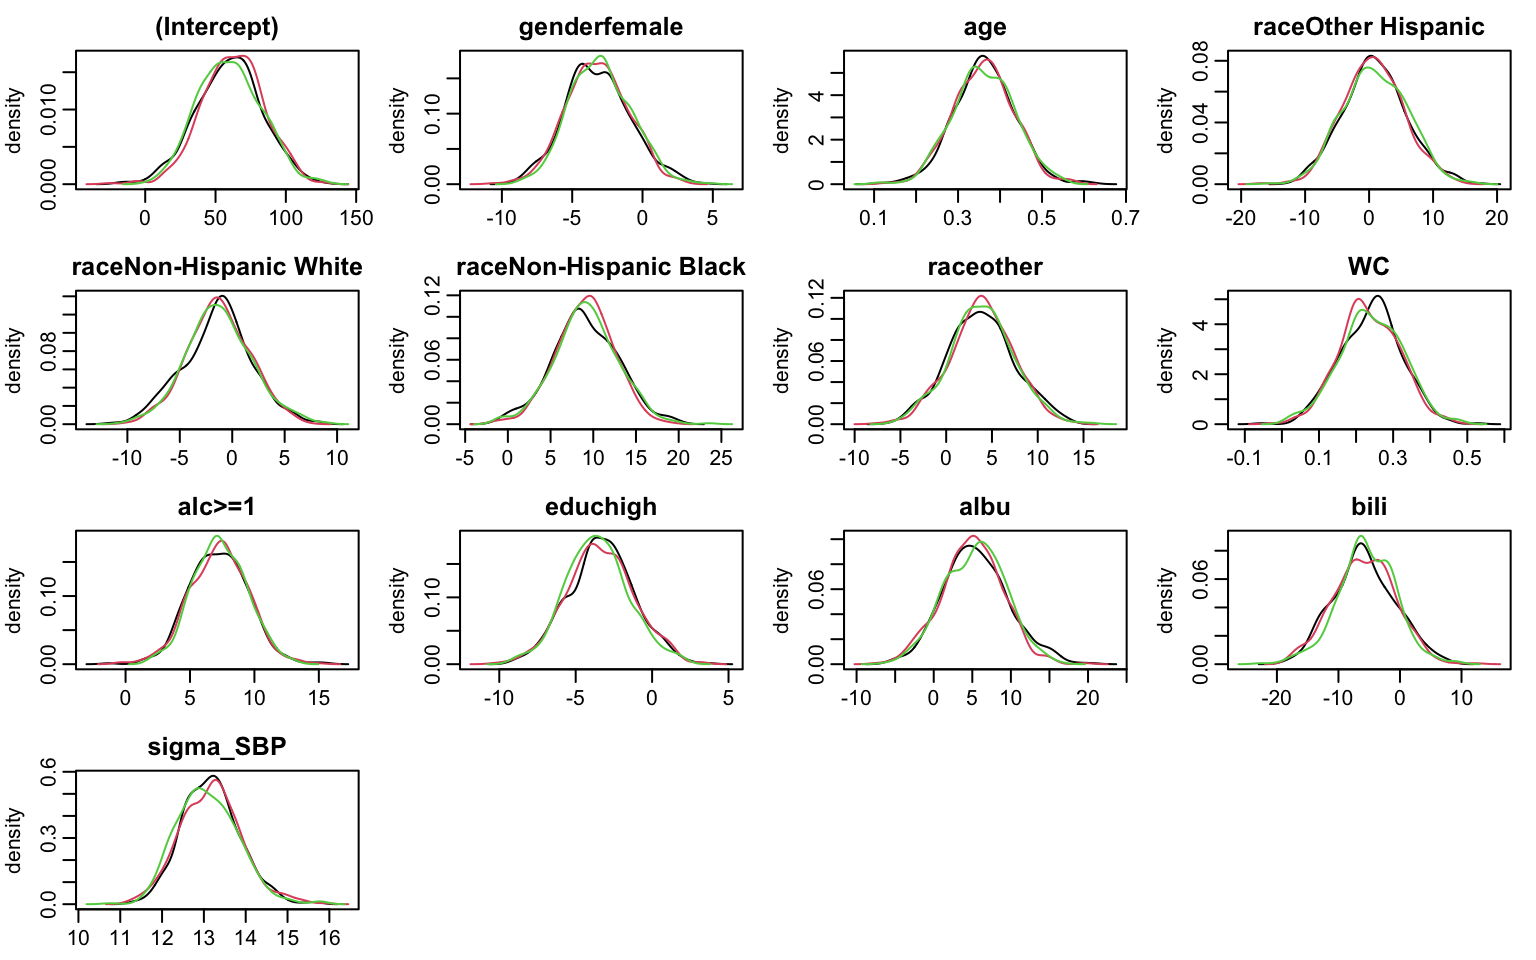 (Intercept) genderfemale age raceOther Hispanic
density 0.000 0.010 density 0.00 0.10 density 0 2 4 density 0.00 0.04 0.08
0 50 100 150 -10 -5 0 5 0.1 0.3 0.5 0.7 -20 -10 0 10 20
raceNon-Hispanic White raceNon-Hispanic Black raceother WC
density 0.00 0.08 density 0.00 0.06 0.12 density 0.00 0.06 0.12 density 0 2 4
-10 -5 0 5 10 -5 0 5 10 15 20 25 -10 -5 0 5 10 15 -0.1 0.1 0.3 0.5
alc>=1 educhigh albu bili
density 0.00 0.10 density 0.00 0.10 density 0.00 0.06 density 0.00 0.06
0 5 10 15 -10 -5 0 5 -10 0 5 10 20 -20 -10 0 10
sigma_SBP
density 0.0 0.3 0.6
10 11 12 13 14 15 16